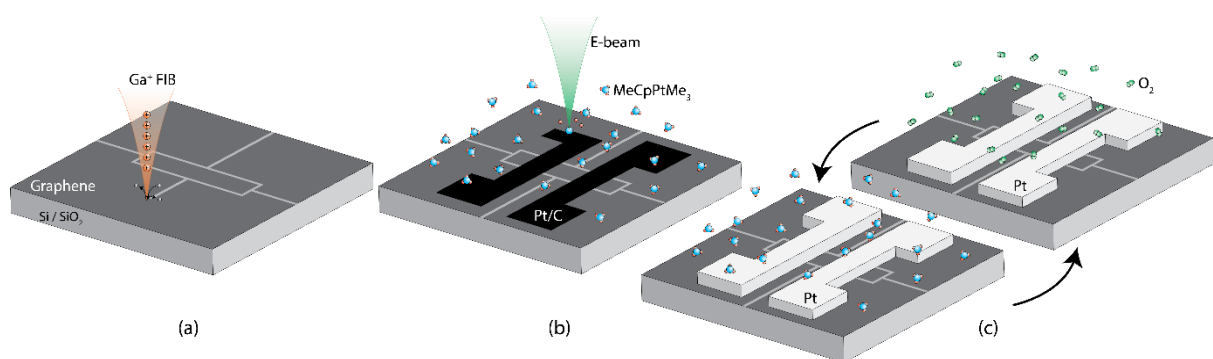 Ga⁺ FIB
Graphene
Si / SiO₂
(a)
E-beam
MeCpPtMe₃
Pt/C
(b)
O₂
Pt
Pt
(c)